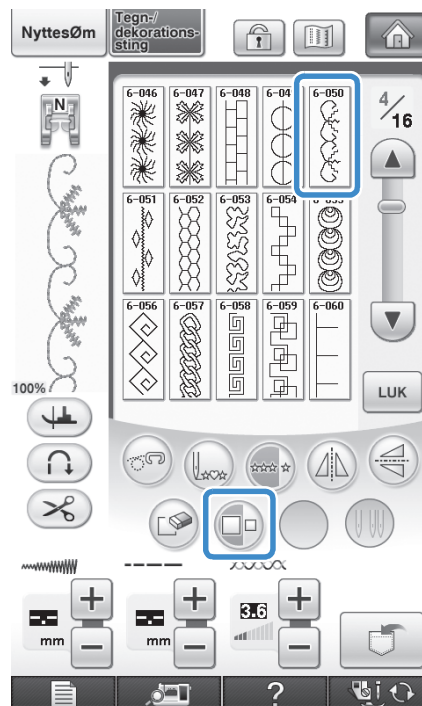 NyttesØm
Tegn-/
dekorations-
sting
N
6-046 6-047 6-048 6-04 6-050
4/16
6-051 6-052 6-053 6-054
6-056 6-057 6-058 6-059 6-060
100%
LUK
3.6
mm mm
?